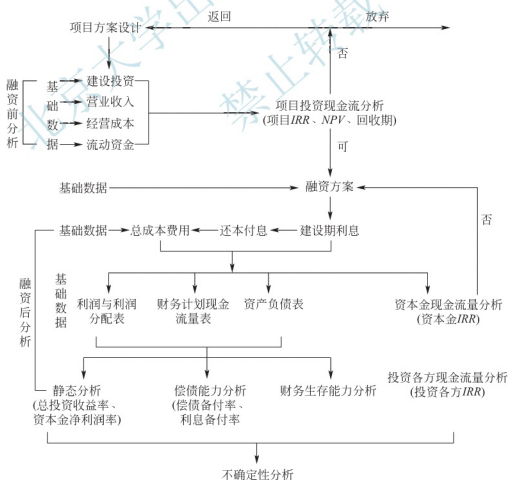 返回
放弃
项目方案设计
否
融资前分析
基础数据
建设投资
营业收入
经营成本
流动资金
项目投资现金流分析
(项目IRR、NPV、回收期)
可
基础数据
融资方案
否
基础数据
总成本费用
还本付息
建设期利息
融资后分析
基础数据
利润与利润
分配表
财务计划现金
流量表
资产负债表
资本金现金流量分析
(资本金IRR)
静态分析
(总投资收益率、
资本金净利润率)
偿债能力分析
(偿债备付率、
利息备付率
财务生存能力分析
投资各方现金流量分析
(投资各方IRR)
不确定性分析
北京大学出
禁止转载